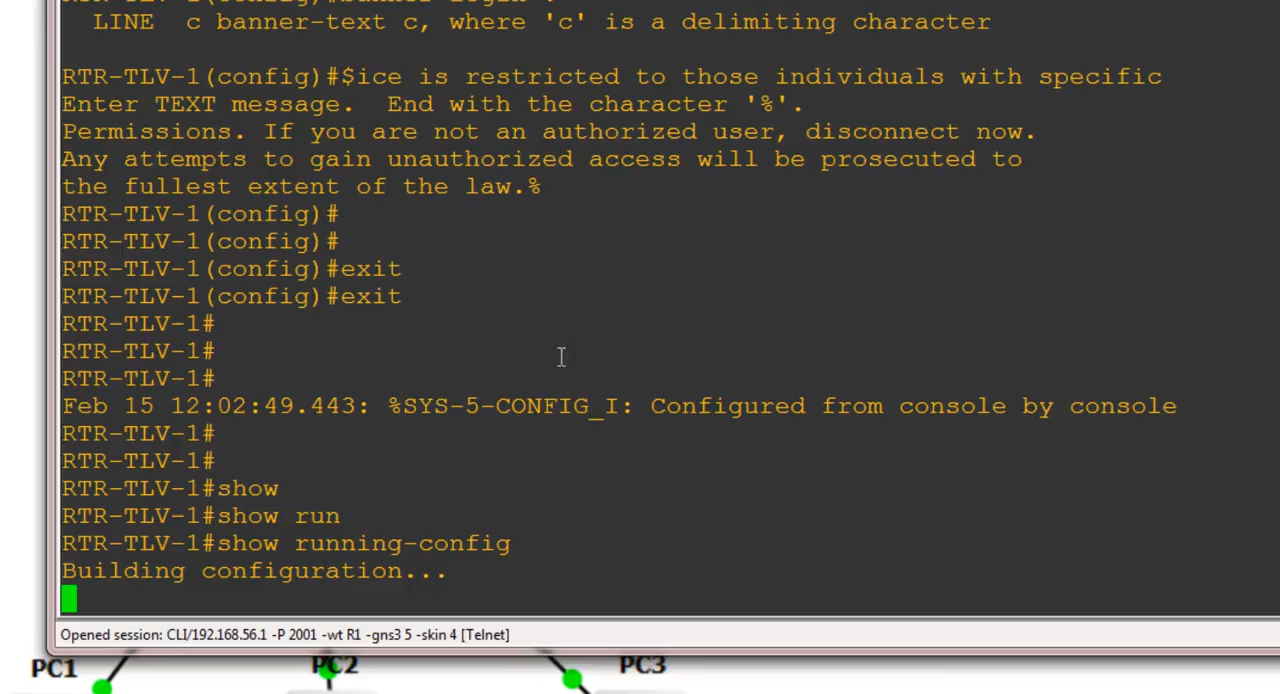 LINE  c banner-text c, where 'c' is a delimiting character
RTR-TLV-1(config)#$ice is restricted to those individuals with specific
Enter TEXT message.  End with the character '%'.
Permissions. If you are not an authorized user, disconnect now.
Any attempts to gain unauthorized access will be prosecuted to
the fullest extent of the law.%
RTR-TLV-1(config)#
RTR-TLV-1(config)#
RTR-TLV-1(config)#exit
RTR-TLV-1(config)#exit
RTR-TLV-1#
RTR-TLV-1#
RTR-TLV-1#
Feb 15 12:02:49.443: %SYS-5-CONFIG_I: Configured from console by console
RTR-TLV-1#
RTR-TLV-1#
RTR-TLV-1#show
RTR-TLV-1#show run
RTR-TLV-1#show running-config
Building configuration...
Opened session: CLI/192.168.56.1 -P 2001 -wt R1 -gns3 5 -skin 4 [Telnet]
PC1 PC2 PC3